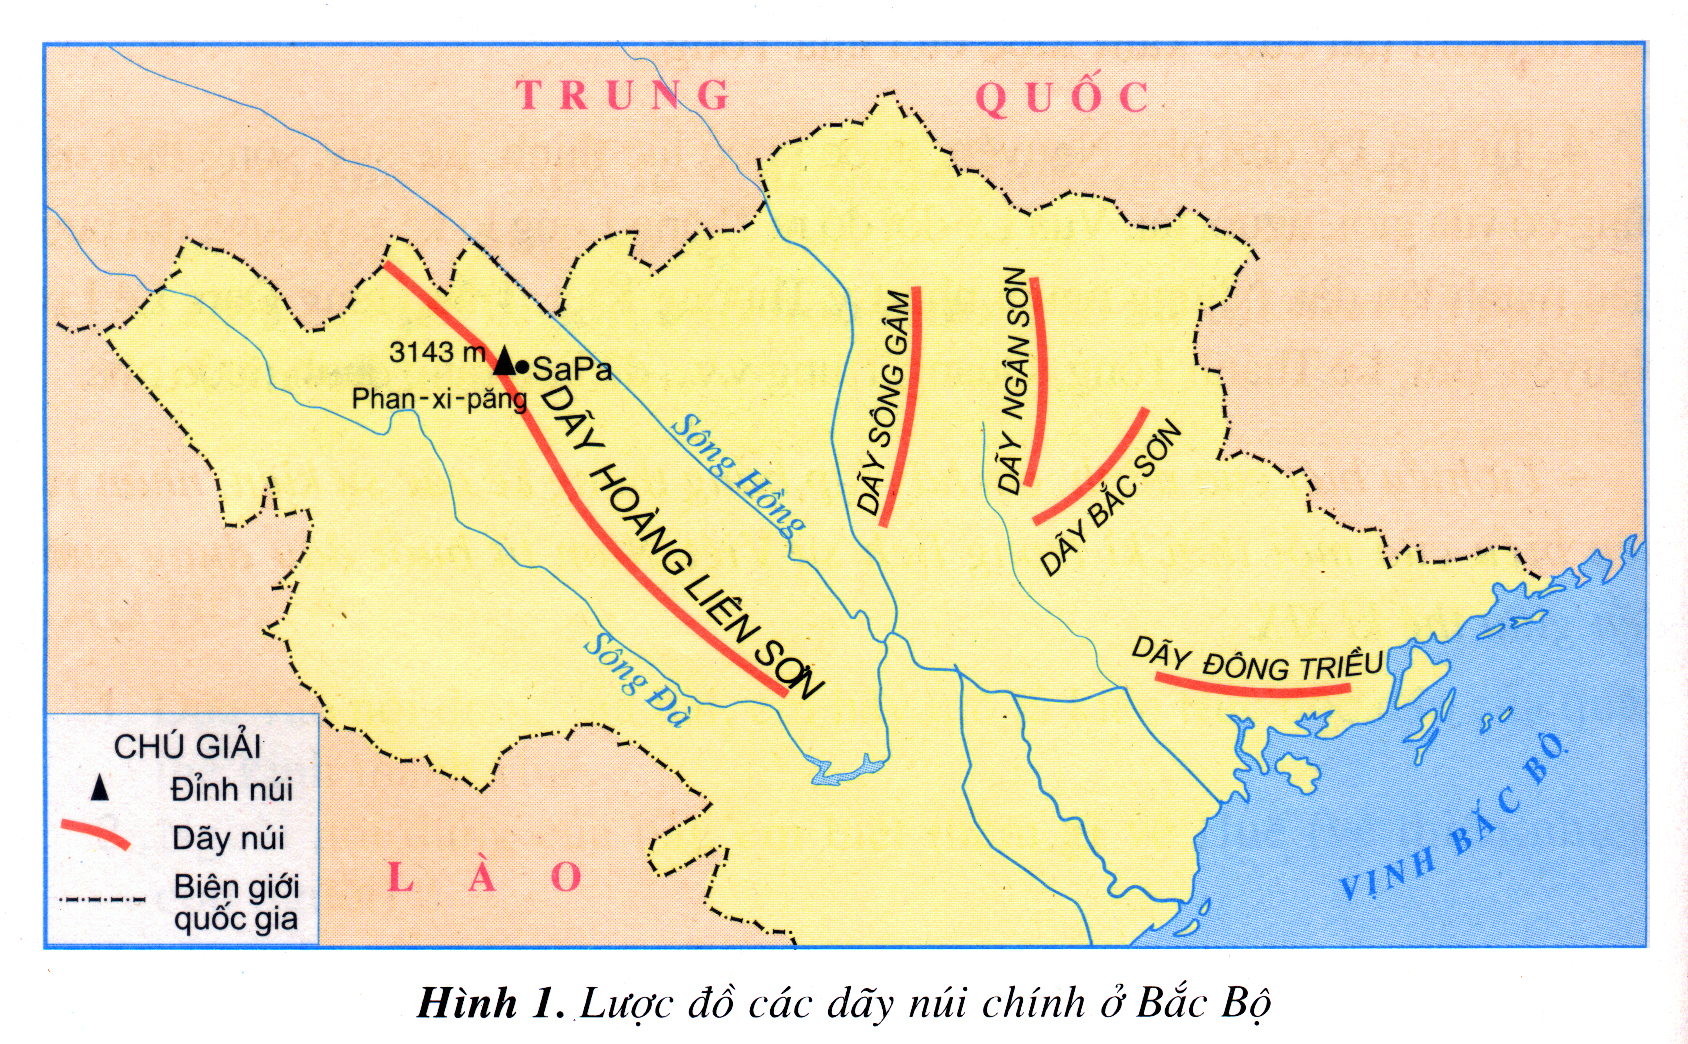 TRUNG QUỐC
3143 m
SaPa
Phan-xi-păng
DÃY HOÀNG LIÊN SƠN
Sông Hồng
Sông Đà
DÃY SÔNG GÂM
DÃY NGÂN SƠN
DÃY BẮC SƠN
DÃY ĐÔNG TRIỀU
VỊNH BẮC BỘ
LÀO
CHÚ GIẢI
Đỉnh núi
Dãy núi
Biên giới
quốc gia
Hình 1. Lược đồ các dãy núi chính ở Bắc Bộ